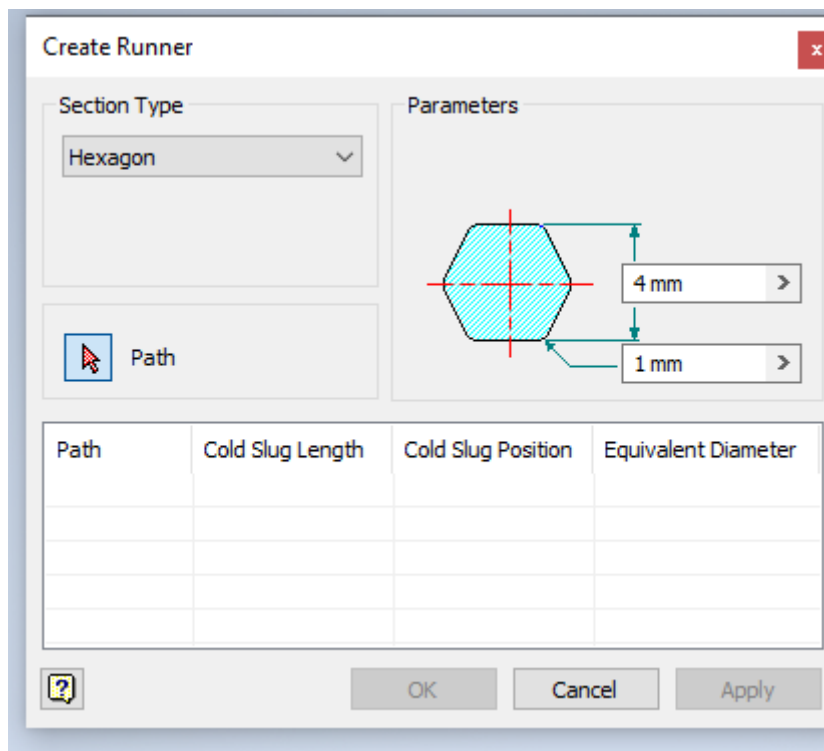 Create Runner
x
Section Type
Hexagon
Parameters
4 mm
>
1 mm
>
Path
Path Cold Slug Length Cold Slug Position Equivalent Diameter
?
OK Cancel Apply